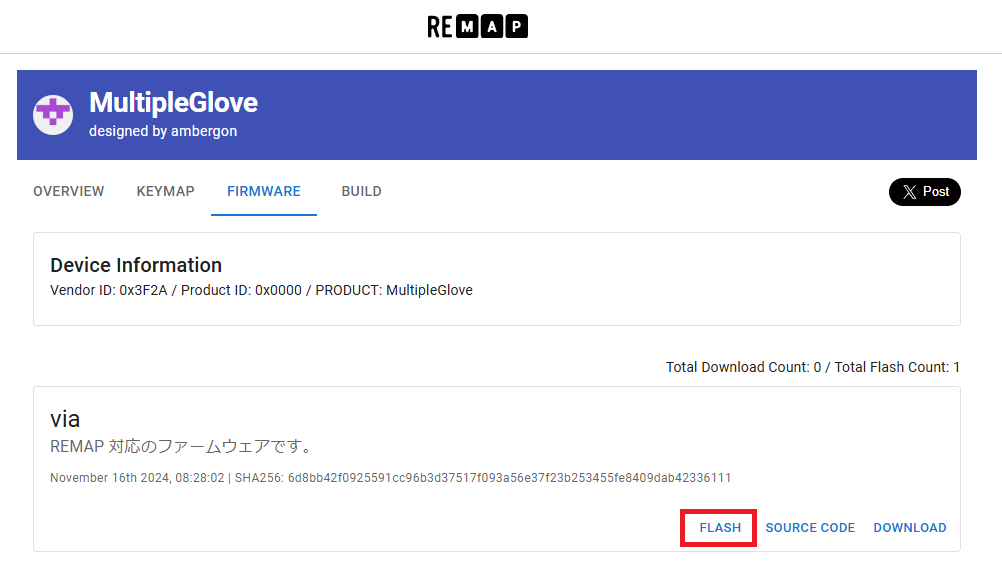 REMAP
MultipleGlove
designed by ambergon
OVERVIEW KEYMAP FIRMWARE BUILD
X Post
Device Information
Vendor ID: 0x3F2A / Product ID: 0x0000 / PRODUCT: MultipleGlove
Total Download Count: 0 / Total Flash Count: 1
via
REMAP 対応のファームウェアです。
November 16th 2024, 08:28:02 | SHA256: 6d8bb42f0925591cc96b3d37517f093a56e37f23b253455fe8409dab42336111
FLASH SOURCE CODE DOWNLOAD